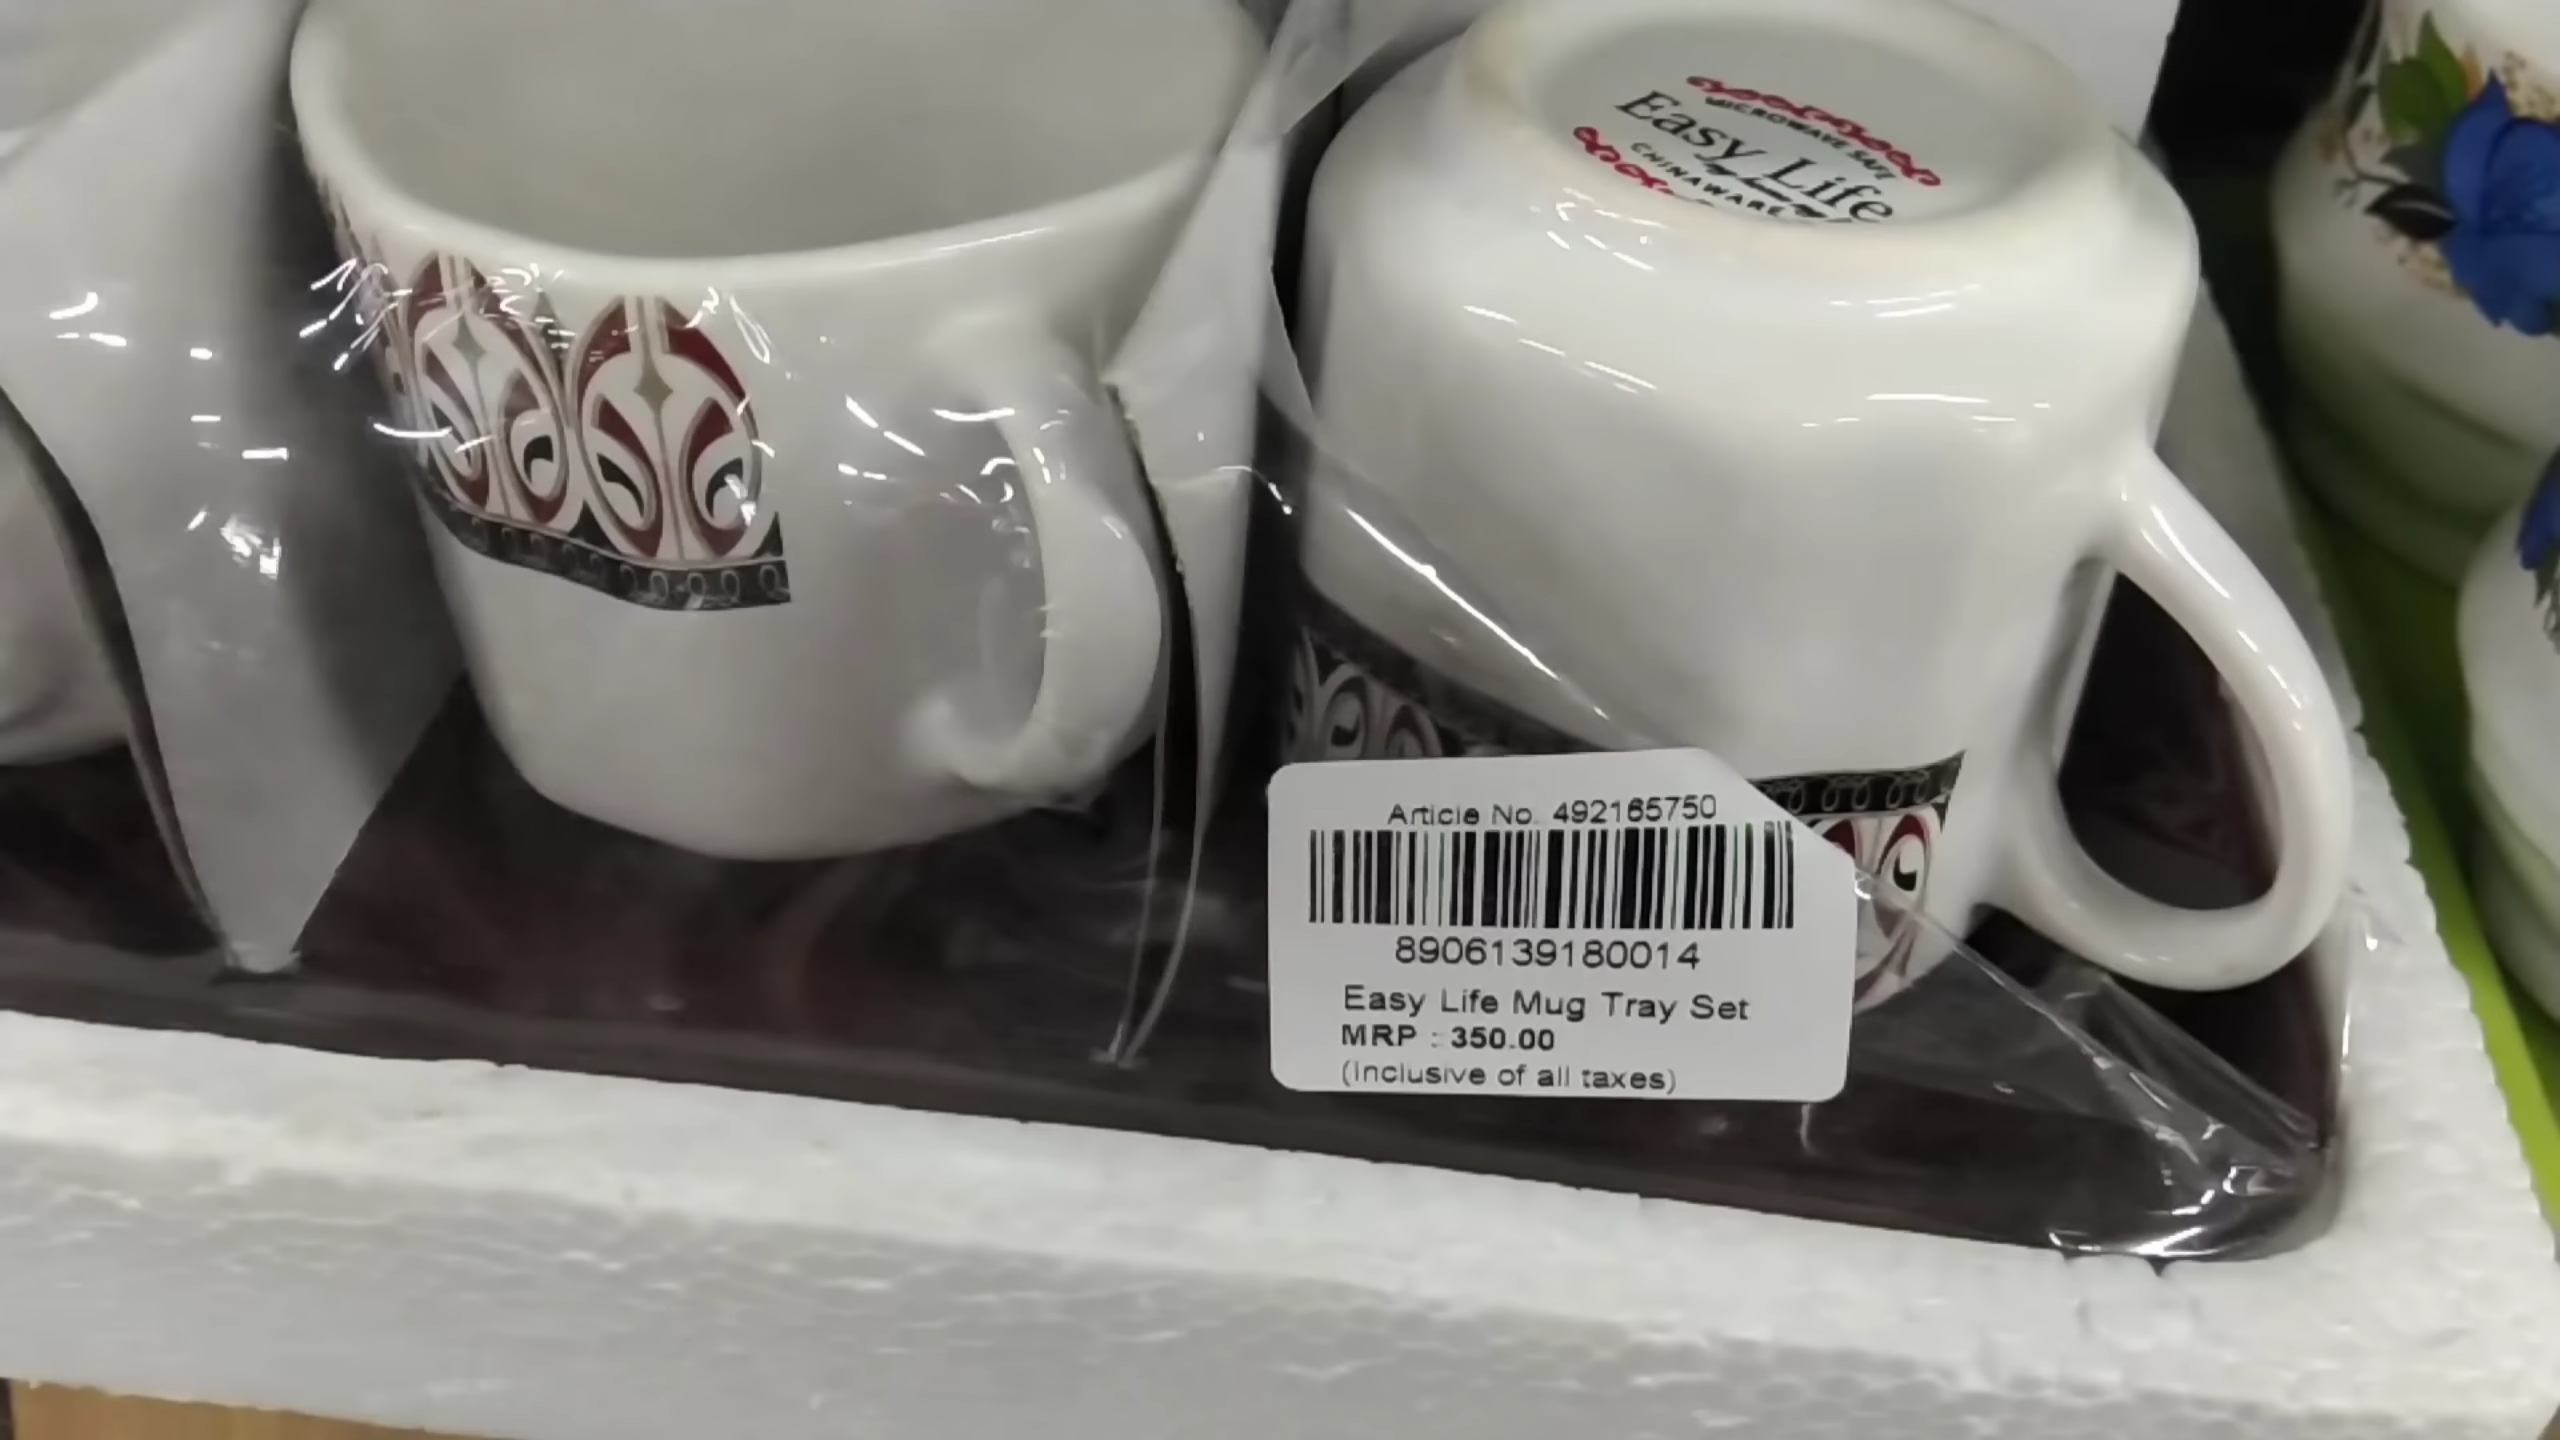 MICROWAVE SAFE
Easy Life
CHINAWARE
Article No. 492165750
8906139180014
Easy Life Mug Tray Set
MRP : 350.00
(inclusive of all taxes)